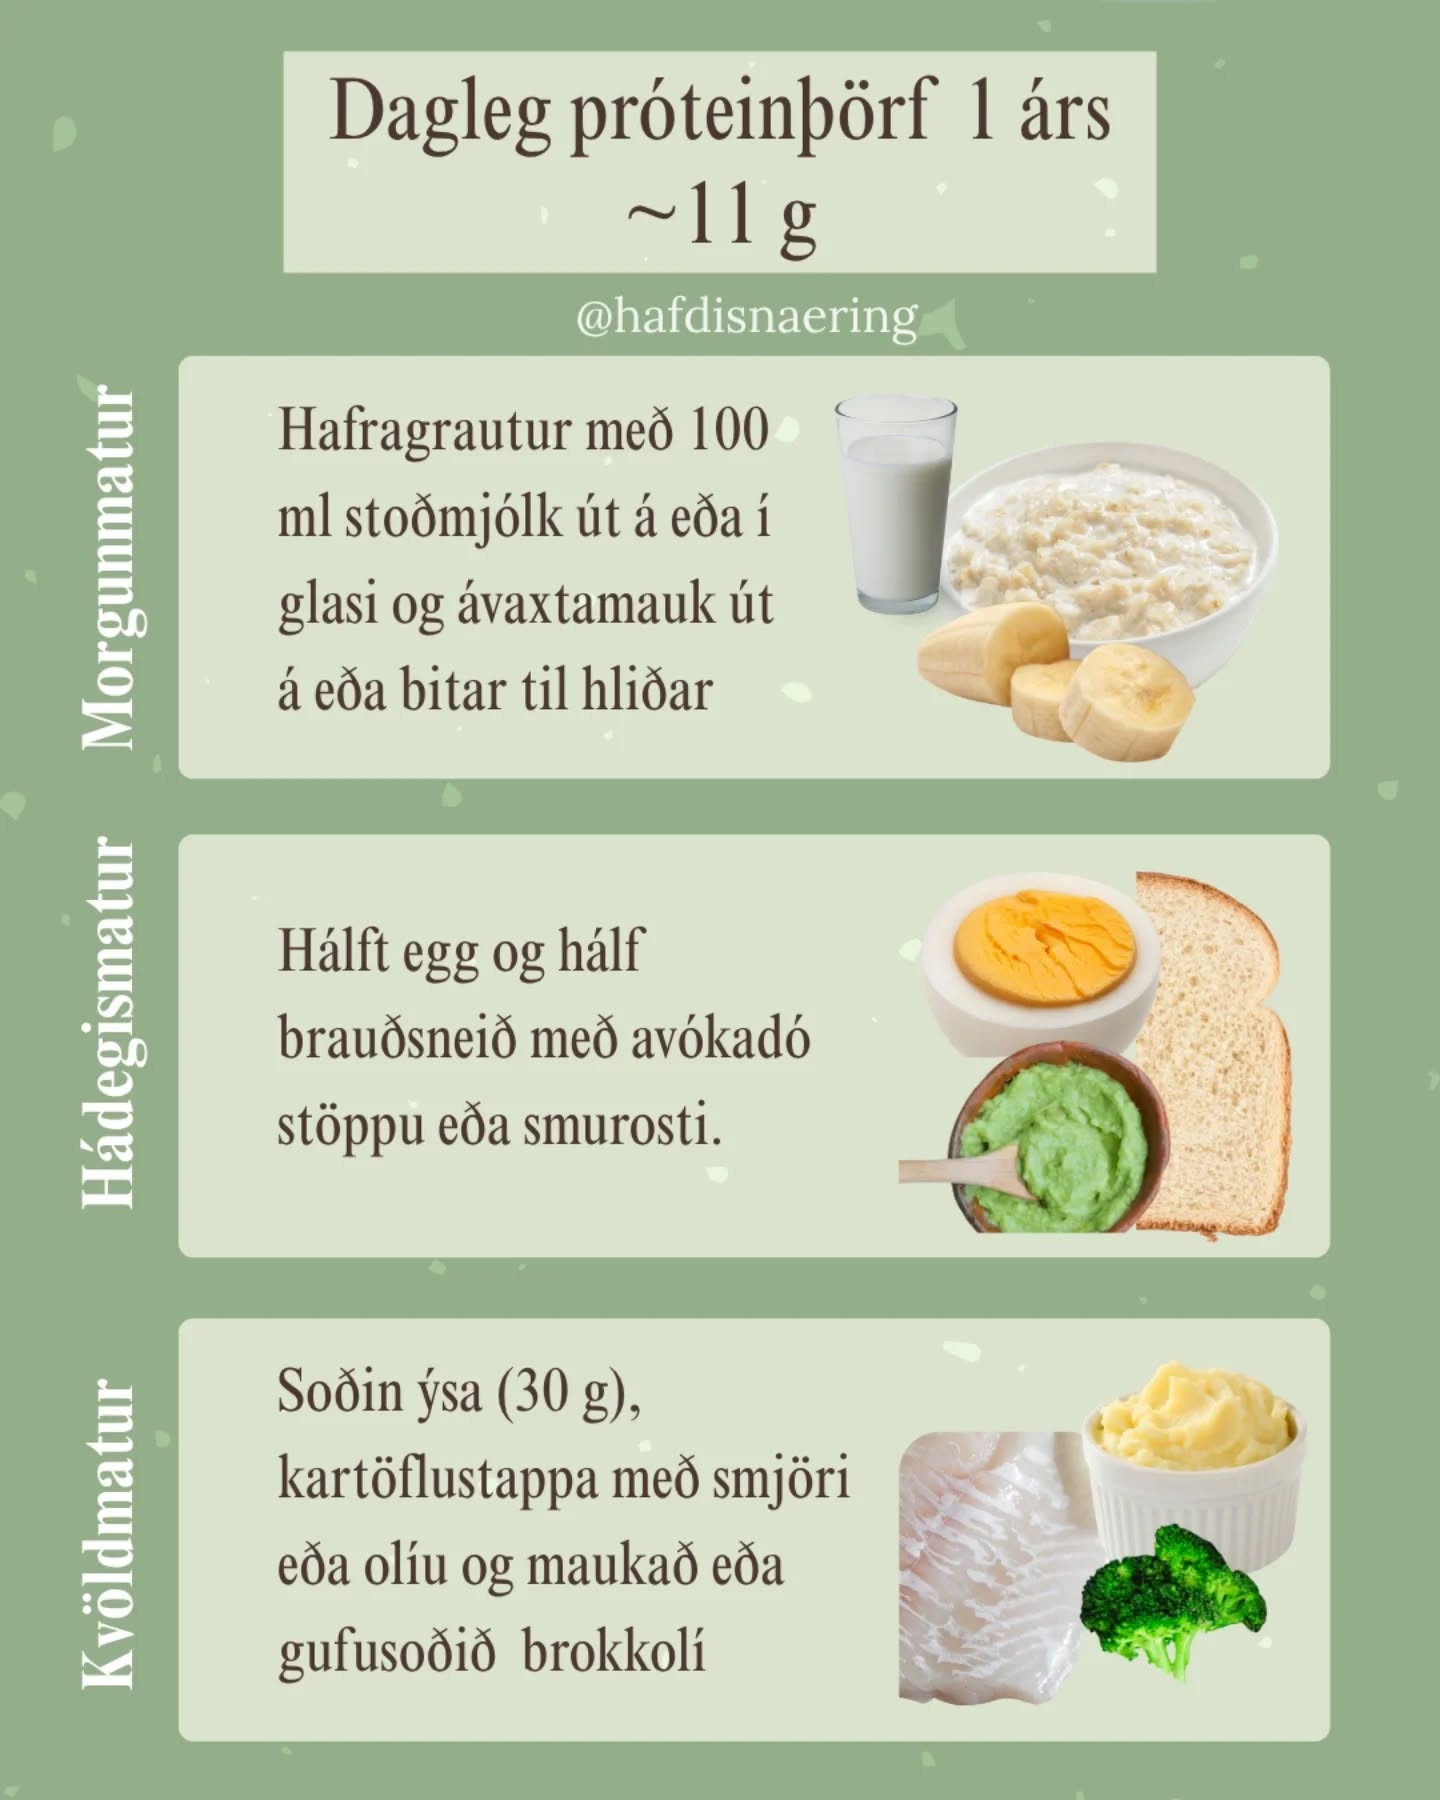 Dagleg próteinþörf 1 árs
~11 g
@hafdisnaering
Morgunmatur
Hafragrautur með 100
ml stoðmjólk út á eða í
glasi og ávaxtamauk út
á eða bitar til hliðar
Hádegismatur
Hálft egg og hálf
brauðsneið með avókadó
stöppu eða smurosti.
Kvöldmatur
Soðin ýsa (30 g),
kartöflustappa með smjöri
eða olíu og maukað eða
gufusoðið brokkolí